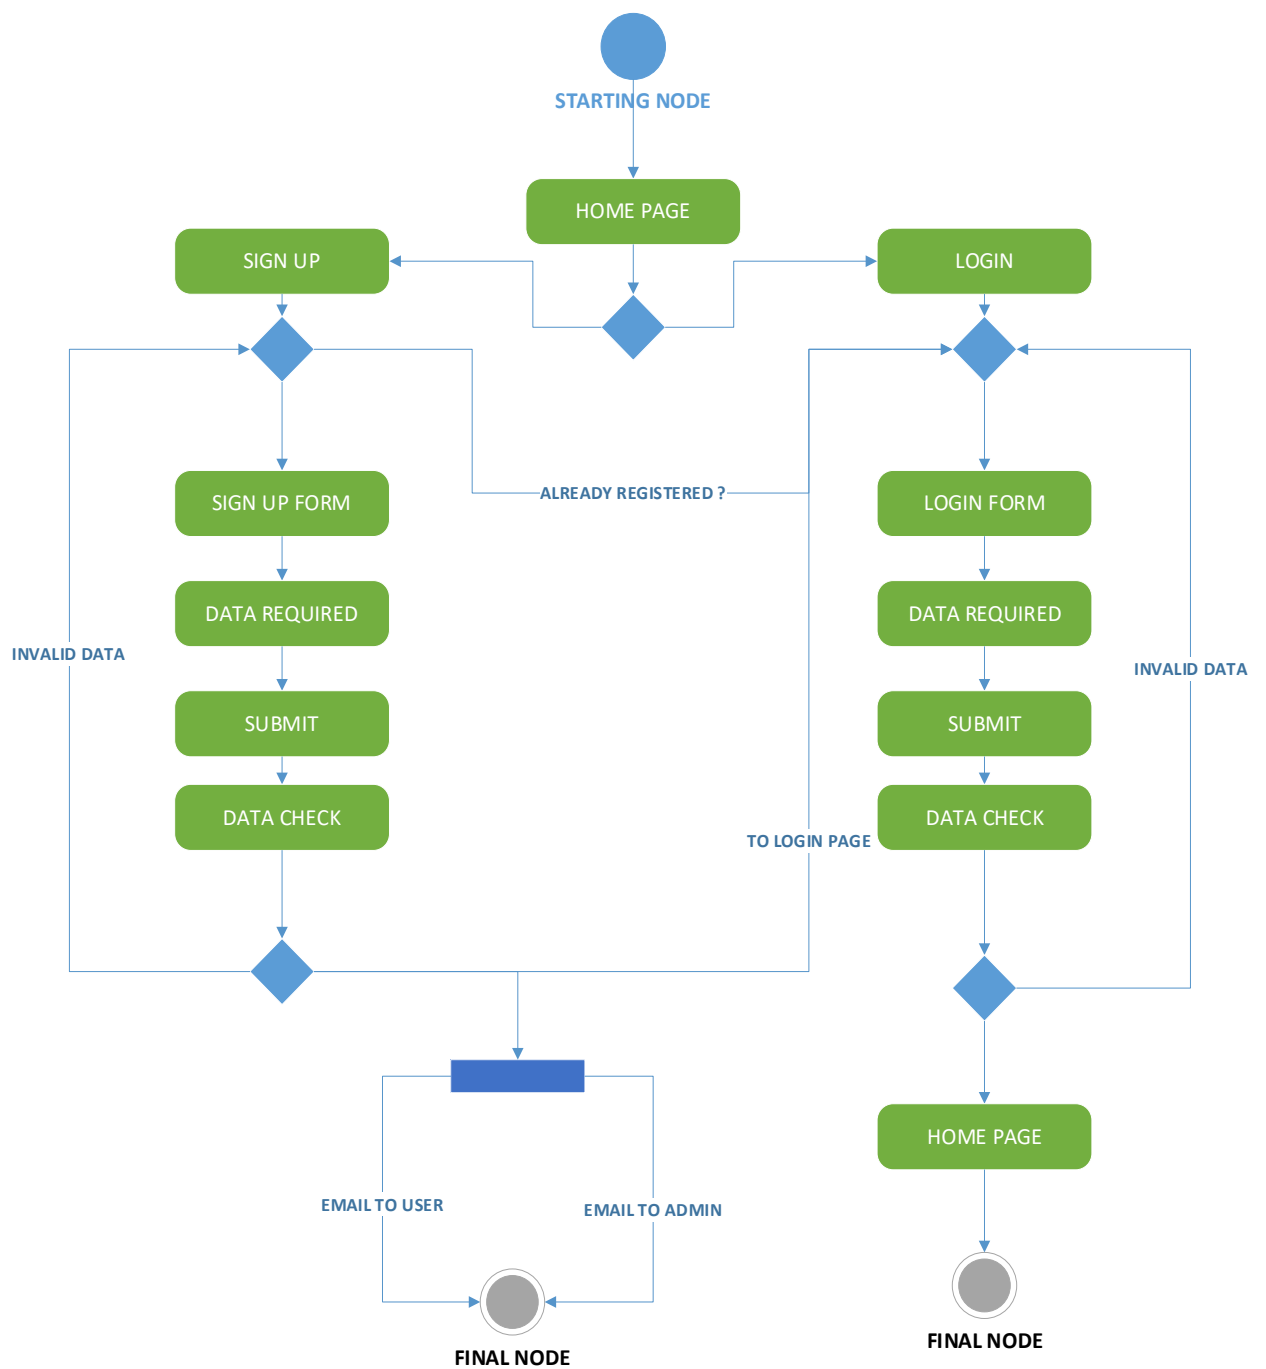 STARTING NODE
HOME PAGE
SIGN UP
LOGIN
SIGN UP FORM
ALREADY REGISTERED ?
LOGIN FORM
DATA REQUIRED
DATA REQUIRED
INVALID DATA
INVALID DATA
SUBMIT
SUBMIT
DATA CHECK
DATA CHECK
TO LOGIN PAGE
HOME PAGE
EMAIL TO USER
EMAIL TO ADMIN
FINAL NODE
FINAL NODE